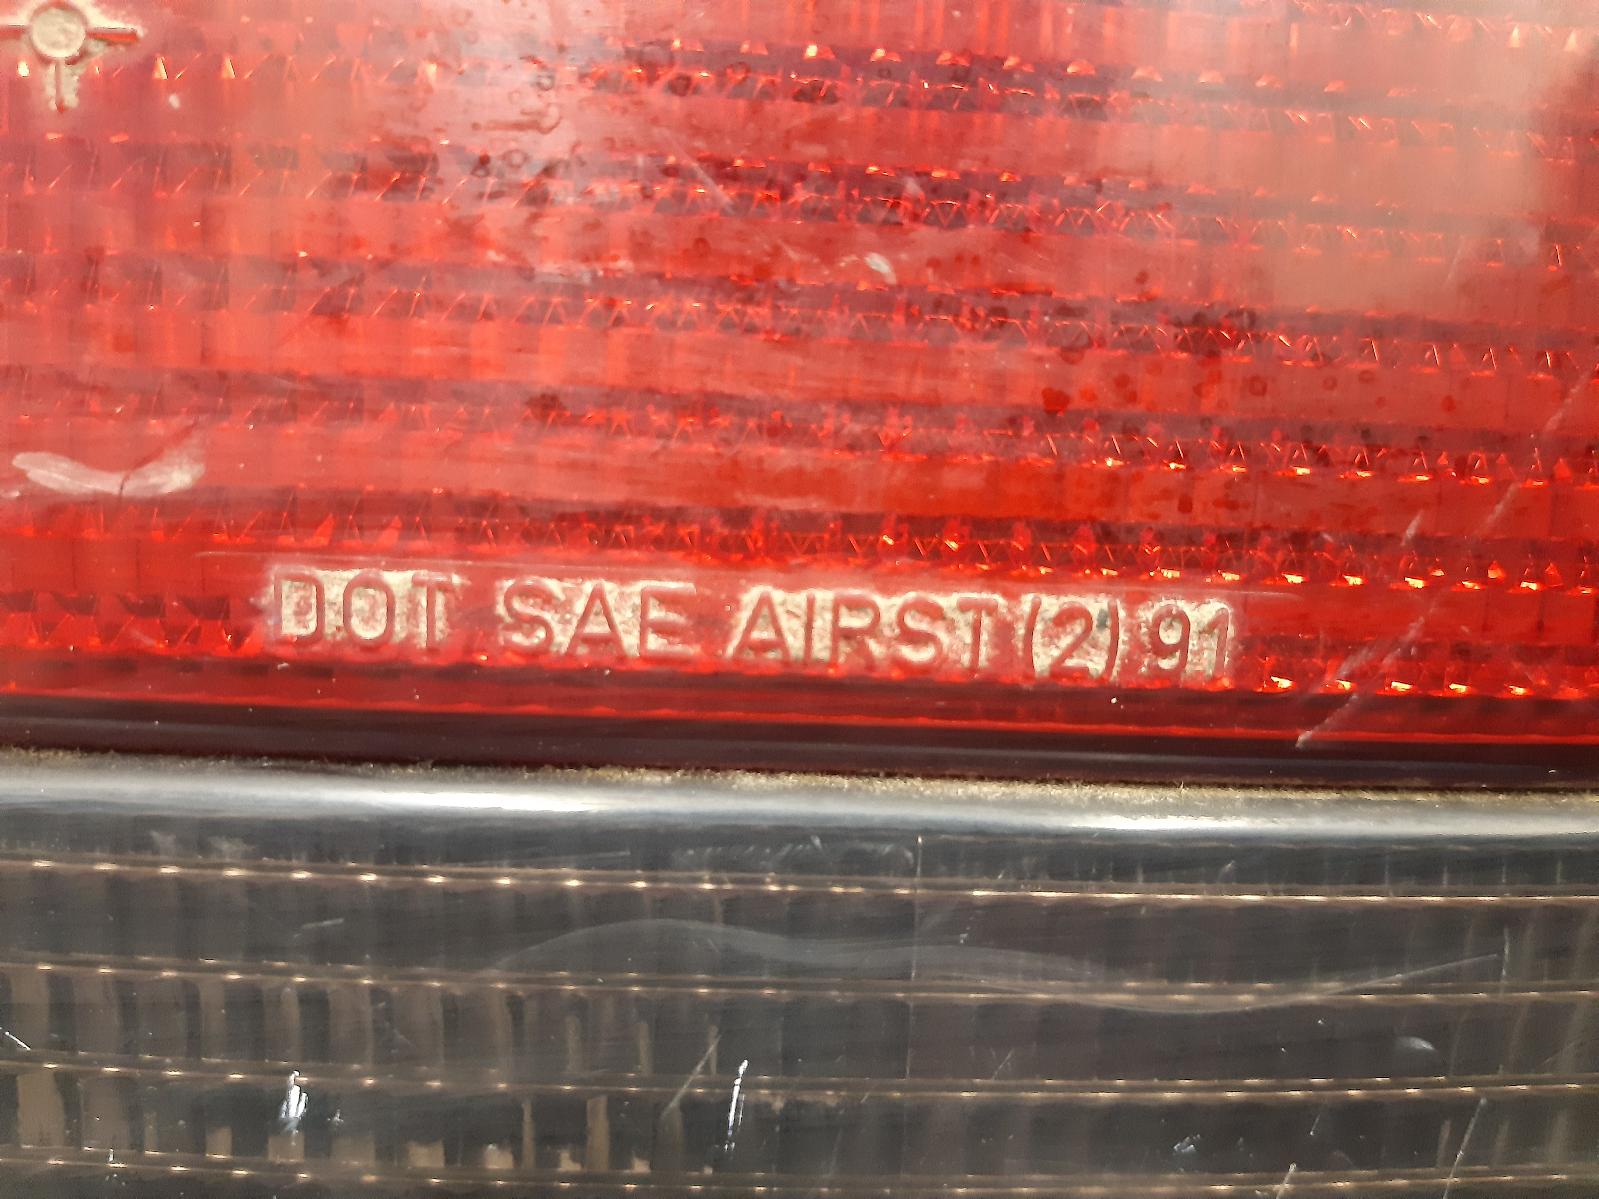 DOT SAE AIRST (2) 91